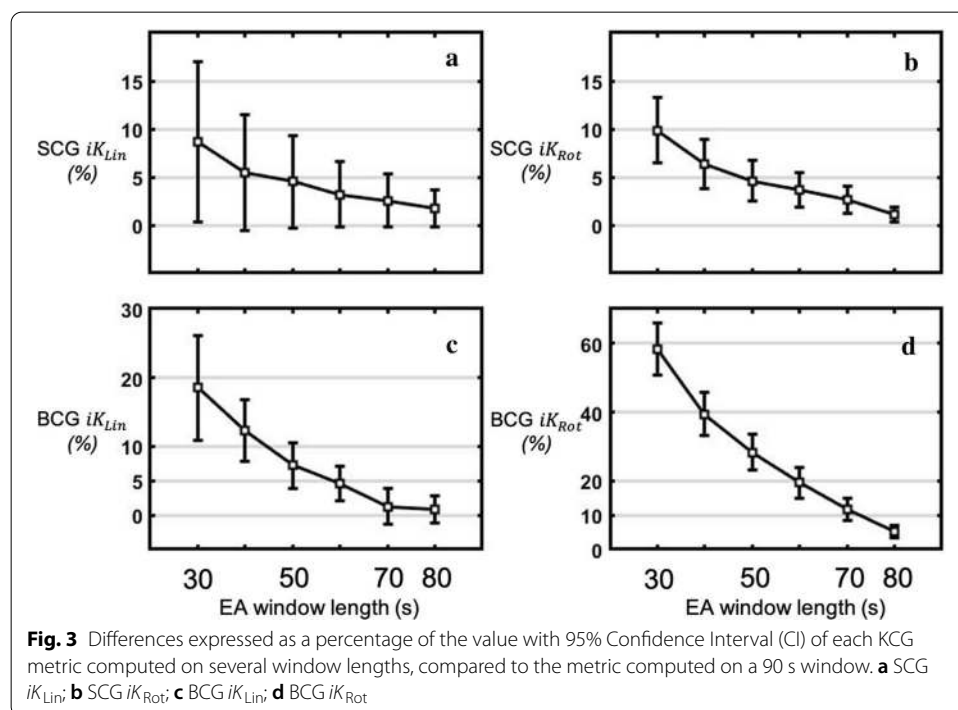 a
15
10
5
0
SCG iK_Lin
(%)
b
15
10
5
0
SCG iK_Rot
(%)
c
30
20
10
5
0
BCG iK_Lin
(%)
30 50 70 80
EA window length (s)
d
60
40
20
10
0
BCG iK_Rot
(%)
30 50 70 80
EA window length (s)
Fig. 3 Differences expressed as a percentage of the value with 95% Confidence Interval (CI) of each KCG
metric computed on several window lengths, compared to the metric computed on a 90 s window. a SCG
iK_Lin; b SCG iK_Rot; c BCG iK_Lin; d BCG iK_Rot